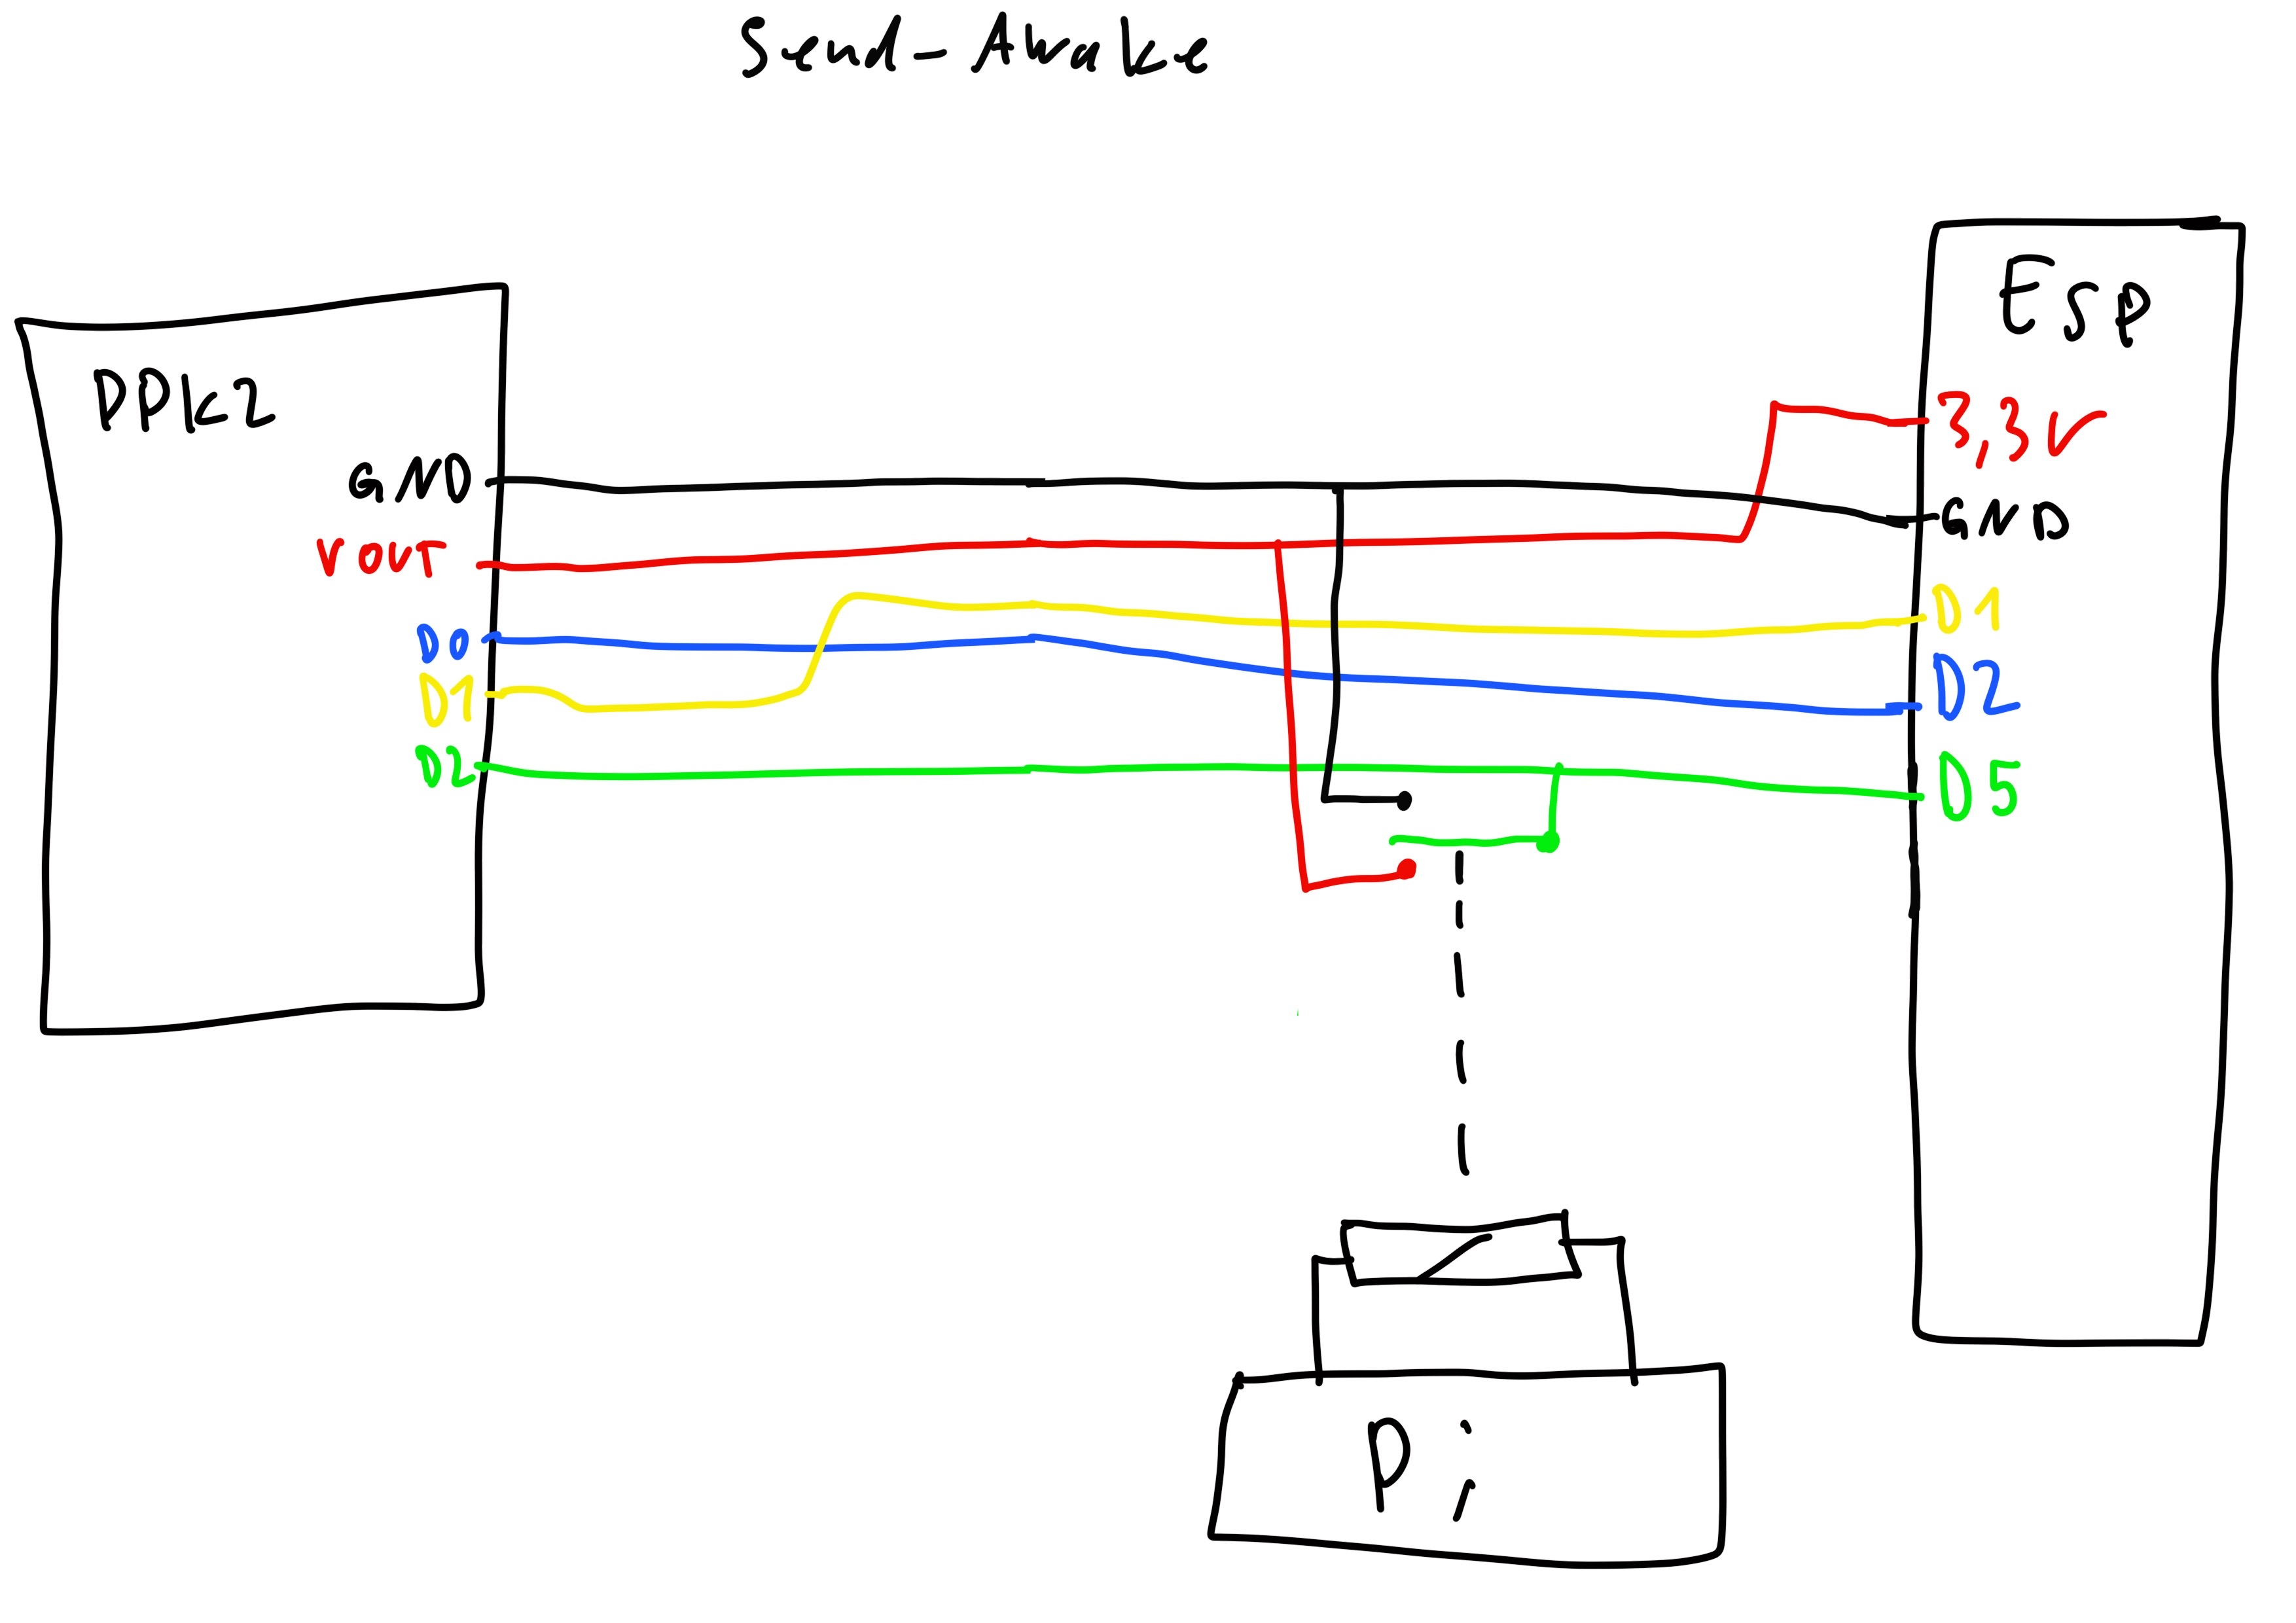 Send-Awake
ESP
PPK2
3,3V
GND
GND
VOUT
D1
D0
D2
D1
D2
D5
Pi